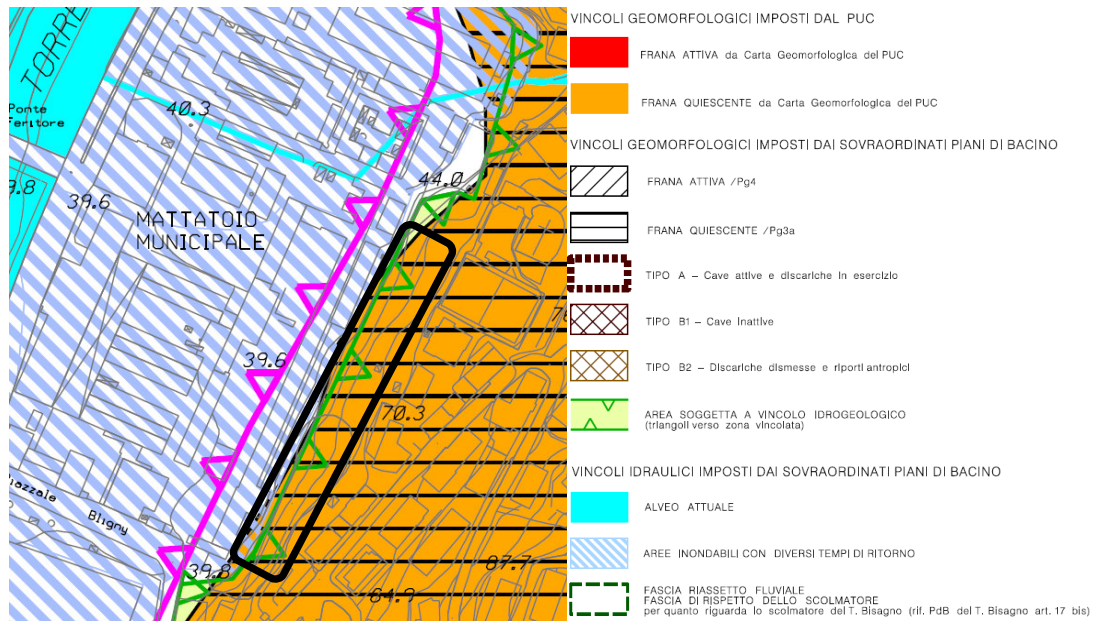 TORRE
Ponte
Feritore
40.3
9.8
39.6
44.0
MATTATOIO
MUNICIPALE
39.6
70.3
Piazzale
Bligny
39.8
87.7
64.9
VINCOLI GEOMORFOLOGICI IMPOSTI DAL PUC
FRANA ATTIVA da Carta Geomorfologica del PUC
FRANA QUIESCENTE da Carta Geomorfologica del PUC
VINCOLI GEOMORFOLOGICI IMPOSTI DAI SOVRAORDINATI PIANI DI BACINO
FRANA ATTIVA /Pg4
FRANA QUIESCENTE /Pg3a
TIPO A – Cave attive e discariche in esercizio
TIPO B1 – Cave Inattive
TIPO B2 – Discariche dismesse e riporti antropici
AREA SOGGETTA A VINCOLO IDROGEOLOGICO
(triangoli verso zona vincolata)
VINCOLI IDRAULICI IMPOSTI DAI SOVRAORDINATI PIANI DI BACINO
ALVEO ATTUALE
AREE INONDABILI CON DIVERSI TEMPI DI RITORNO
FASCIA RIASSETTO FLUVIALE
FASCIA DI RISPETTO DELLO SCOLMATORE
per quanto riguarda lo scolmatore del T. Bisagno (rif. PdB del T. Bisagno art. 17 bis)